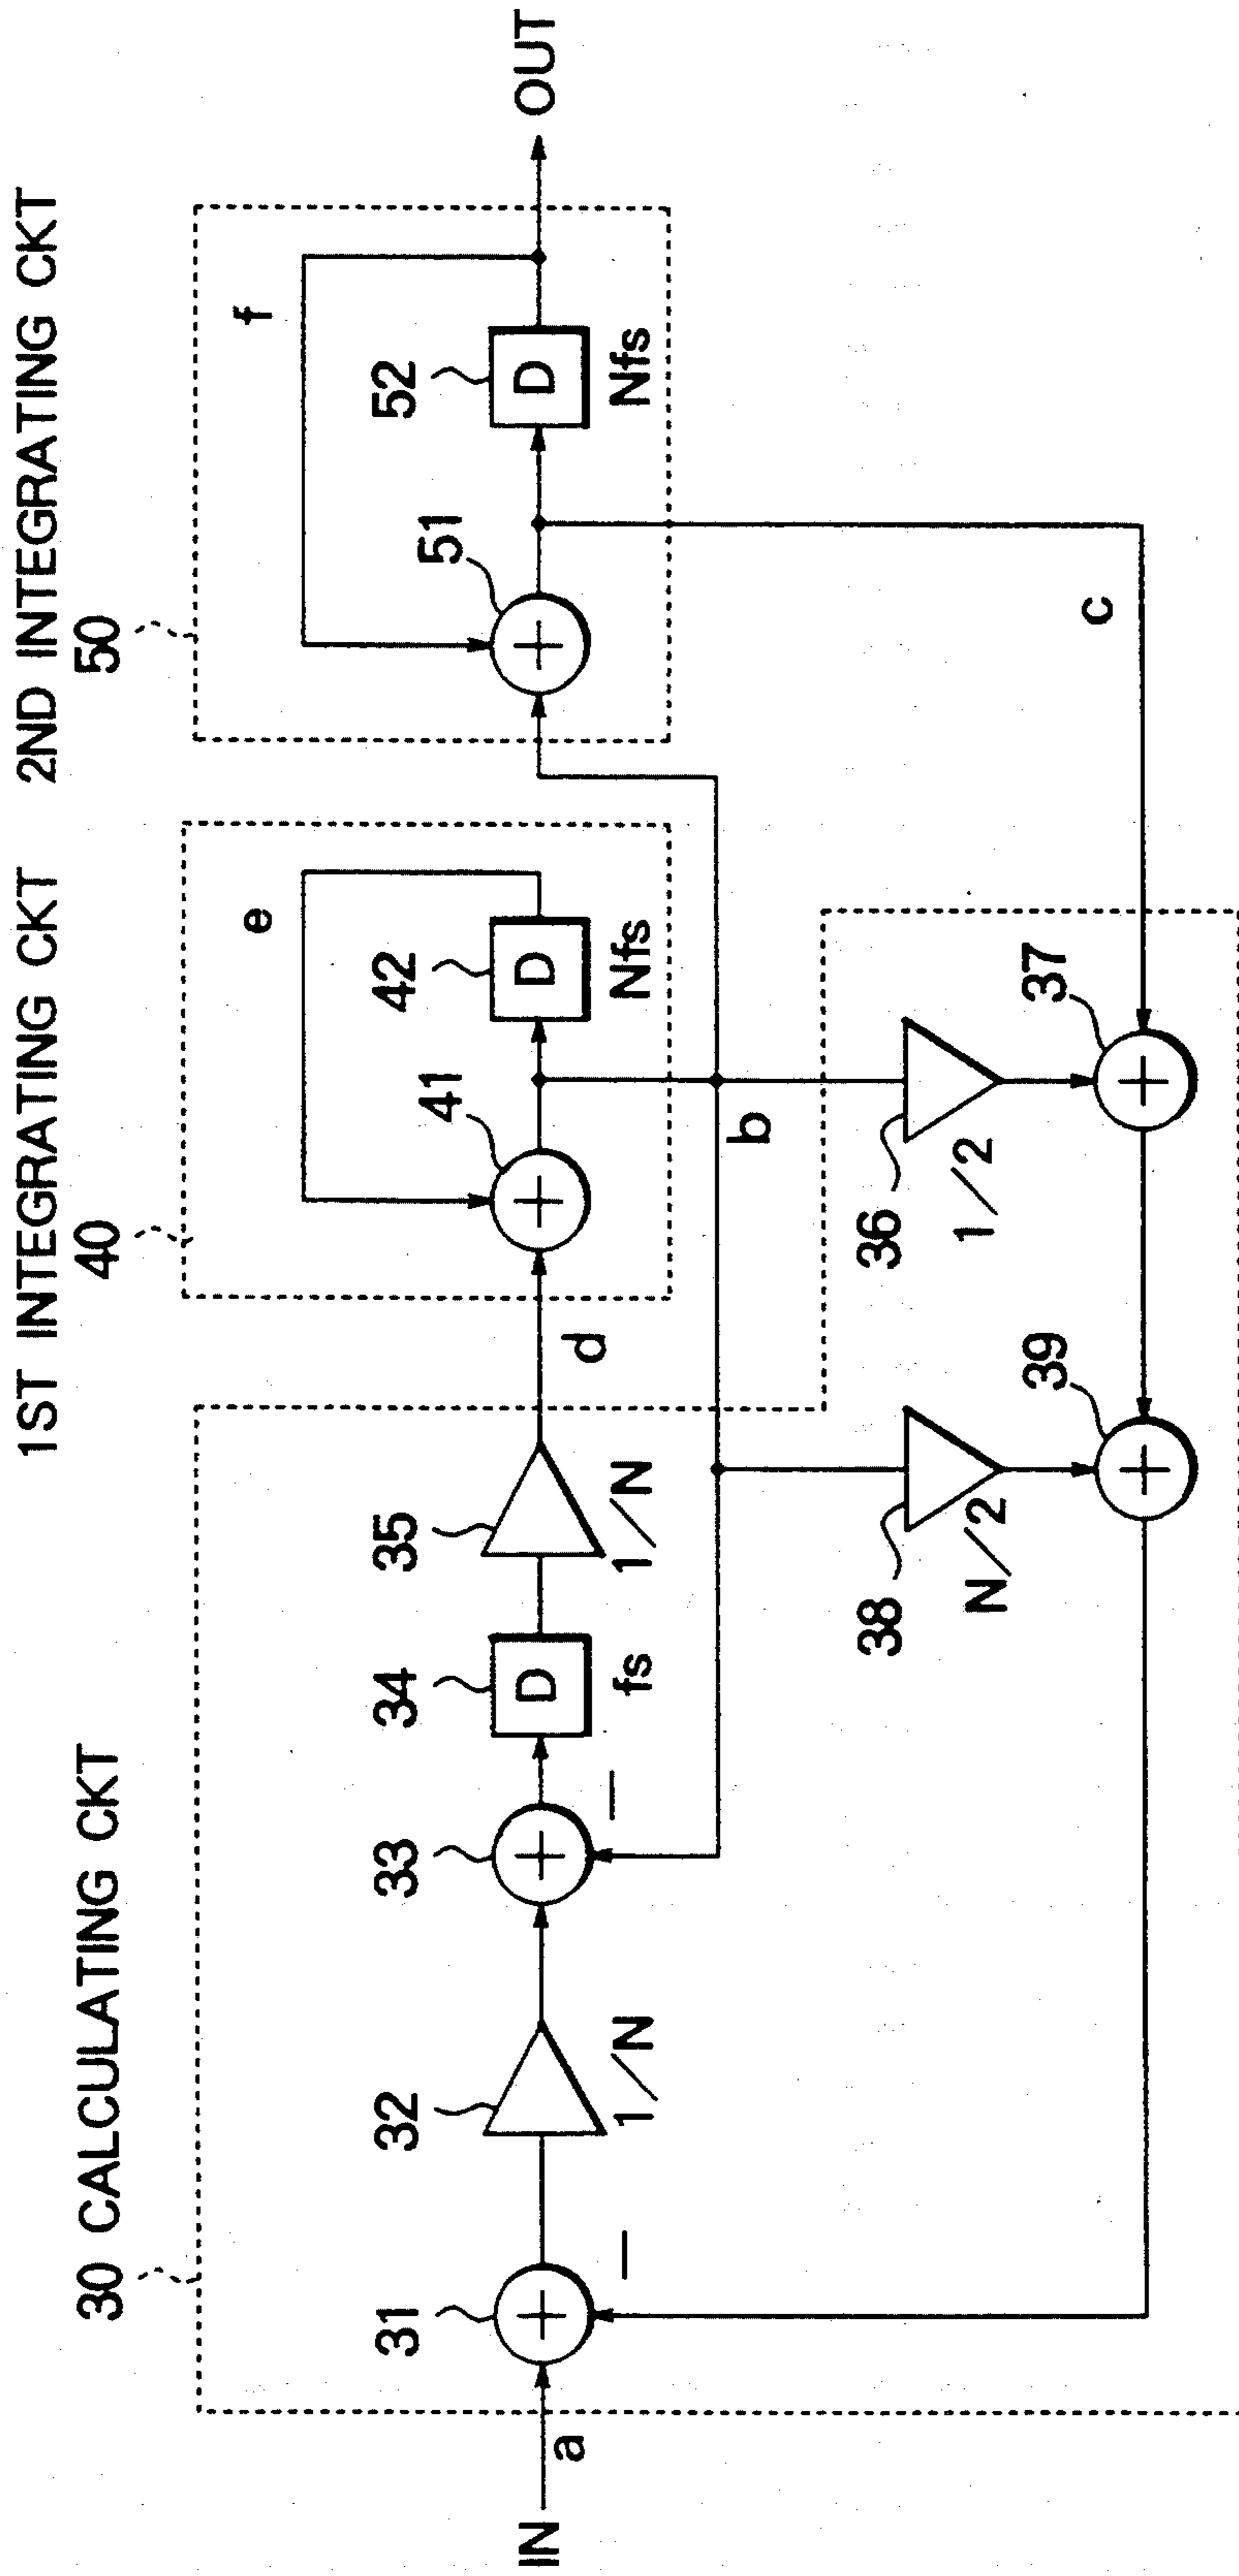 1ST INTEGRATING CKT
2ND INTEGRATING CKT
30 CALCULATING CKT
40
50
e
f
31
32
33
34
35
41
42
51
52
+
+
D
+
D
+
D
IN
a
OUT
1/N
fs
1/N
d
Nfs
Nfs
−
−
b
c
38
N/2
36
1/2
39
37
+
+